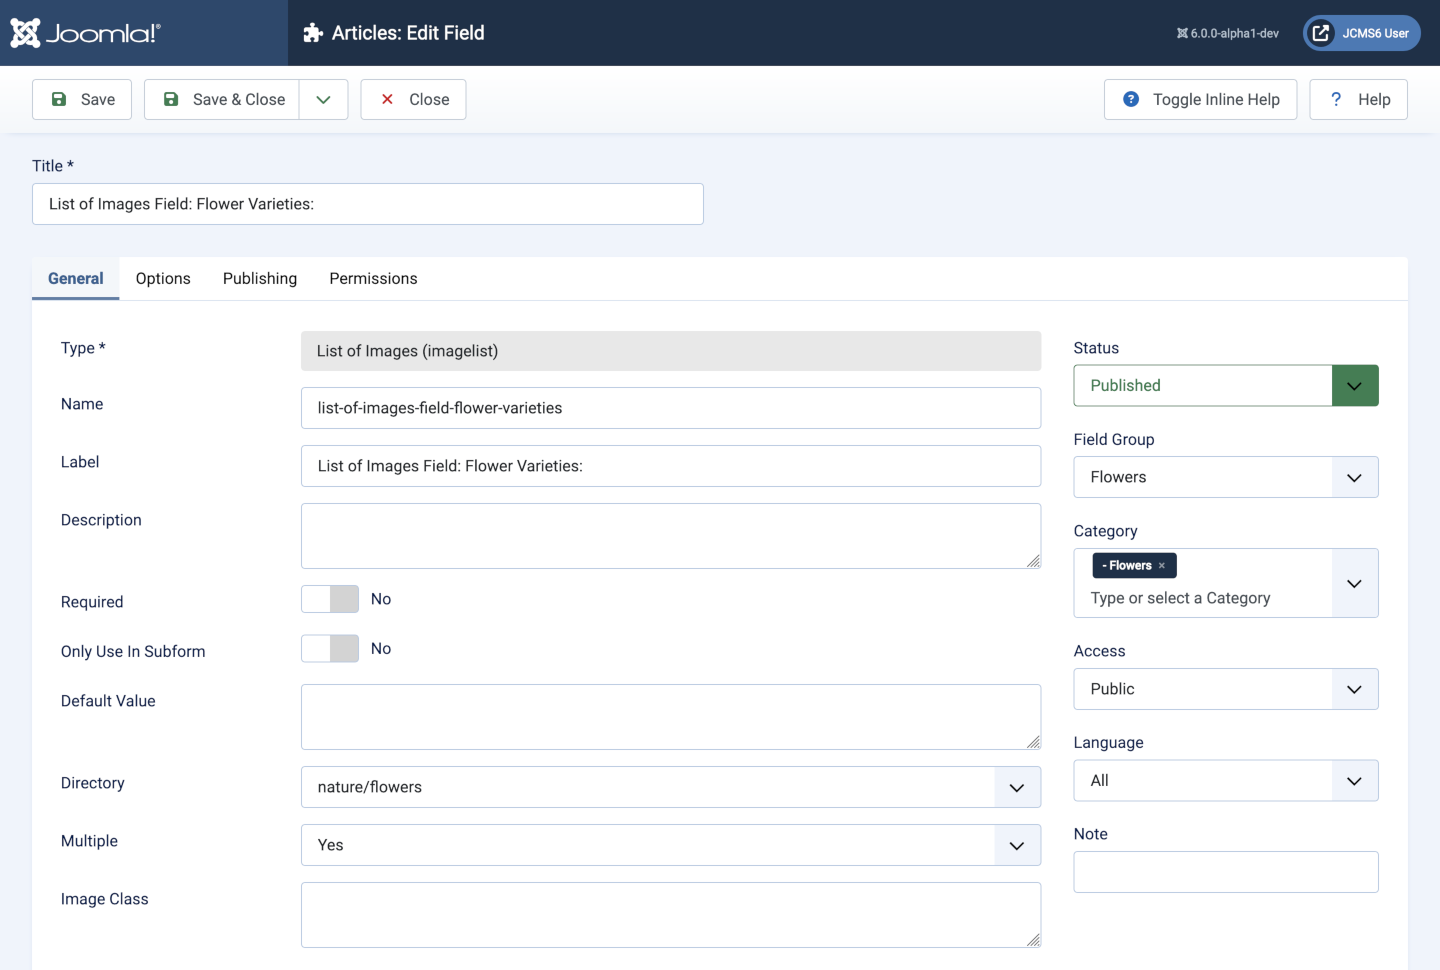 Joomla!®
Articles: Edit Field
6.0.0-alpha1-dev
JCMS6 User
Save
Save & Close
Close
Toggle Inline Help
? Help
Title *
List of Images Field: Flower Varieties:
General
Options
Publishing
Permissions
Type *
List of Images (imagelist)
Name
list-of-images-field-flower-varieties
Label
List of Images Field: Flower Varieties:
Description
Required
No
Only Use In Subform
No
Default Value
Directory
nature/flowers
Multiple
Yes
Image Class
Status
Published
Field Group
Flowers
Category
- Flowers ×
Type or select a Category
Access
Public
Language
All
Note